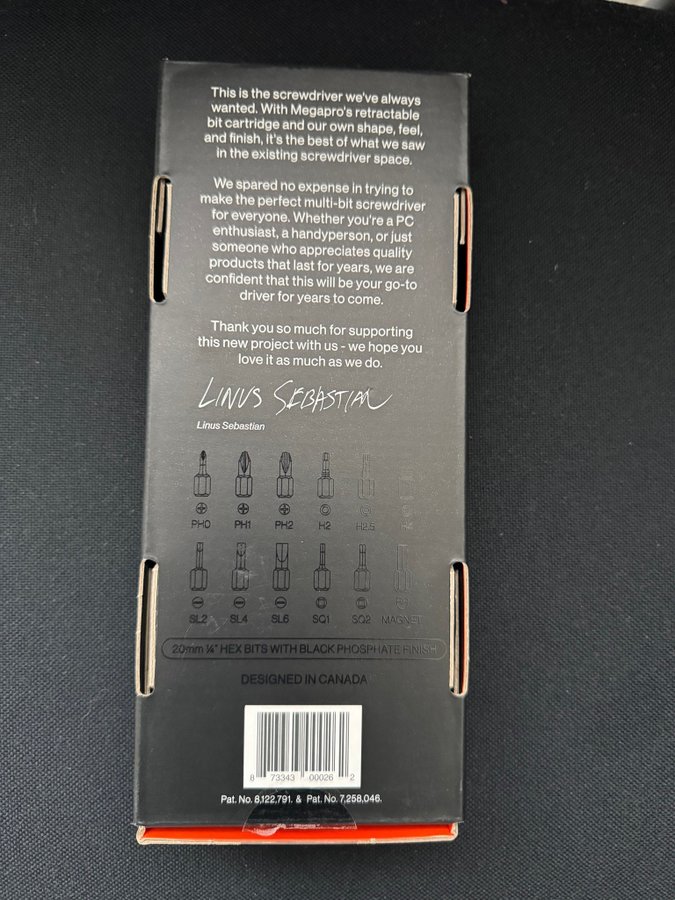 This is the screwdriver we've always
wanted. With Megapro's retractable
bit cartridge and our own shape, feel,
and finish, it's the best of what we saw
in the existing screwdriver space.
We spared no expense in trying to
make the perfect multi-bit screwdriver
for everyone. Whether you're a PC
enthusiast, a handyperson, or just
someone who appreciates quality
products that last for years, we are
confident that this will be your go-to
driver for years to come.
Thank you so much for supporting
this new project with us - we hope you
love it as much as we do.
LINUS SEBASTIAN
Linus Sebastian
PH0 PH1 PH2 H2 H2.5
SL2 SL4 SL6 SQ1 SQ2 MAGNET
20mm ¼" HEX BITS WITH BLACK PHOSPHATE FINISH
DESIGNED IN CANADA
8 73343 00026 2
Pat. No. 8,122,791. & Pat. No. 7,258,046.